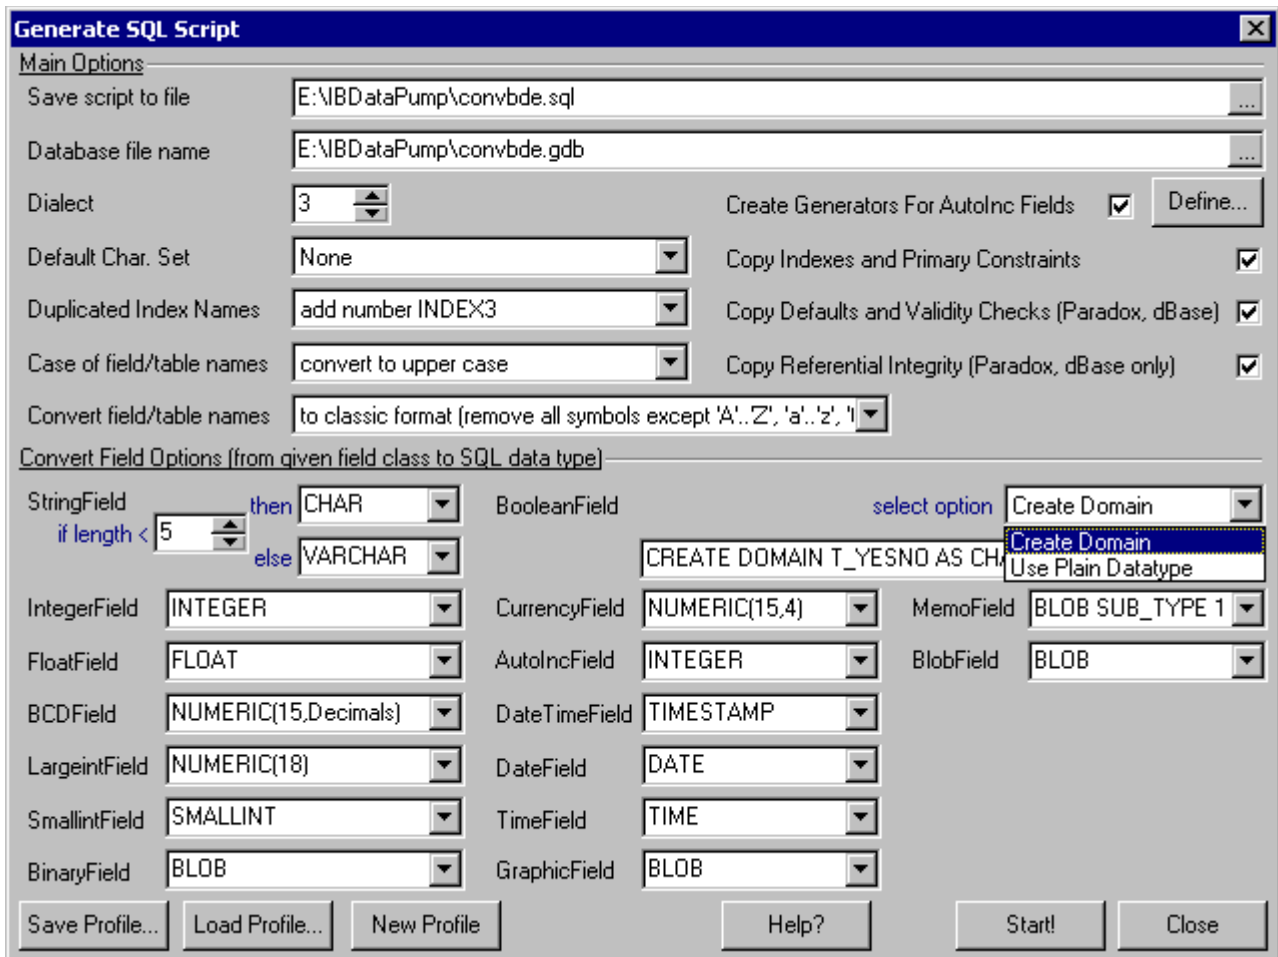 Generate SQL Script
Main Options
Save script to file E:\IBDataPump\convbde.sql ...
Database file name E:\IBDataPump\convbde.gdb ...
Dialect 3 Create Generators For AutoInc Fields Define...
Default Char. Set None Copy Indexes and Primary Constraints
Duplicated Index Names add number INDEX3 Copy Defaults and Validity Checks (Paradox, dBase)
Case of field/table names convert to upper case Copy Referential Integrity (Paradox, dBase only)
Convert field/table names to classic format (remove all symbols except 'A'..'Z', 'a'..'z', '
Convert Field Options (from given field class to SQL data type)
StringField then CHAR BooleanField select option Create Domain
if length < 5
Create Domain
else VARCHAR CREATE DOMAIN T_YESNO AS CHA
Use Plain Datatype
IntegerField INTEGER CurrencyField NUMERIC(15,4) MemoField BLOB SUB_TYPE 1
FloatField FLOAT AutoIncField INTEGER BlobField BLOB
BCDField NUMERIC(15,Decimals) DateTimeField TIMESTAMP
LargeintField NUMERIC(18) DateField DATE
SmallintField SMALLINT TimeField TIME
BinaryField BLOB GraphicField BLOB
Save Profile... Load Profile... New Profile Help? Start! Close